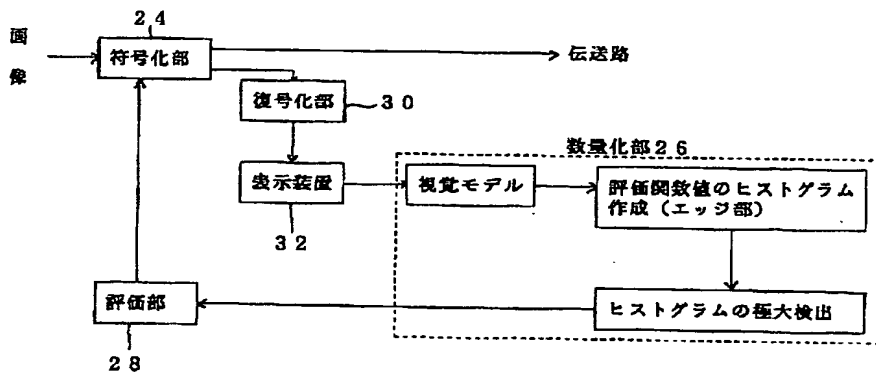 24
画
像
符号化部
伝送路
復号化部
30
数量化部26
表示装置
視覚モデル
評価関数値のヒストグラム
作成（エッジ部）
32
評価部
ヒストグラムの極大検出
28